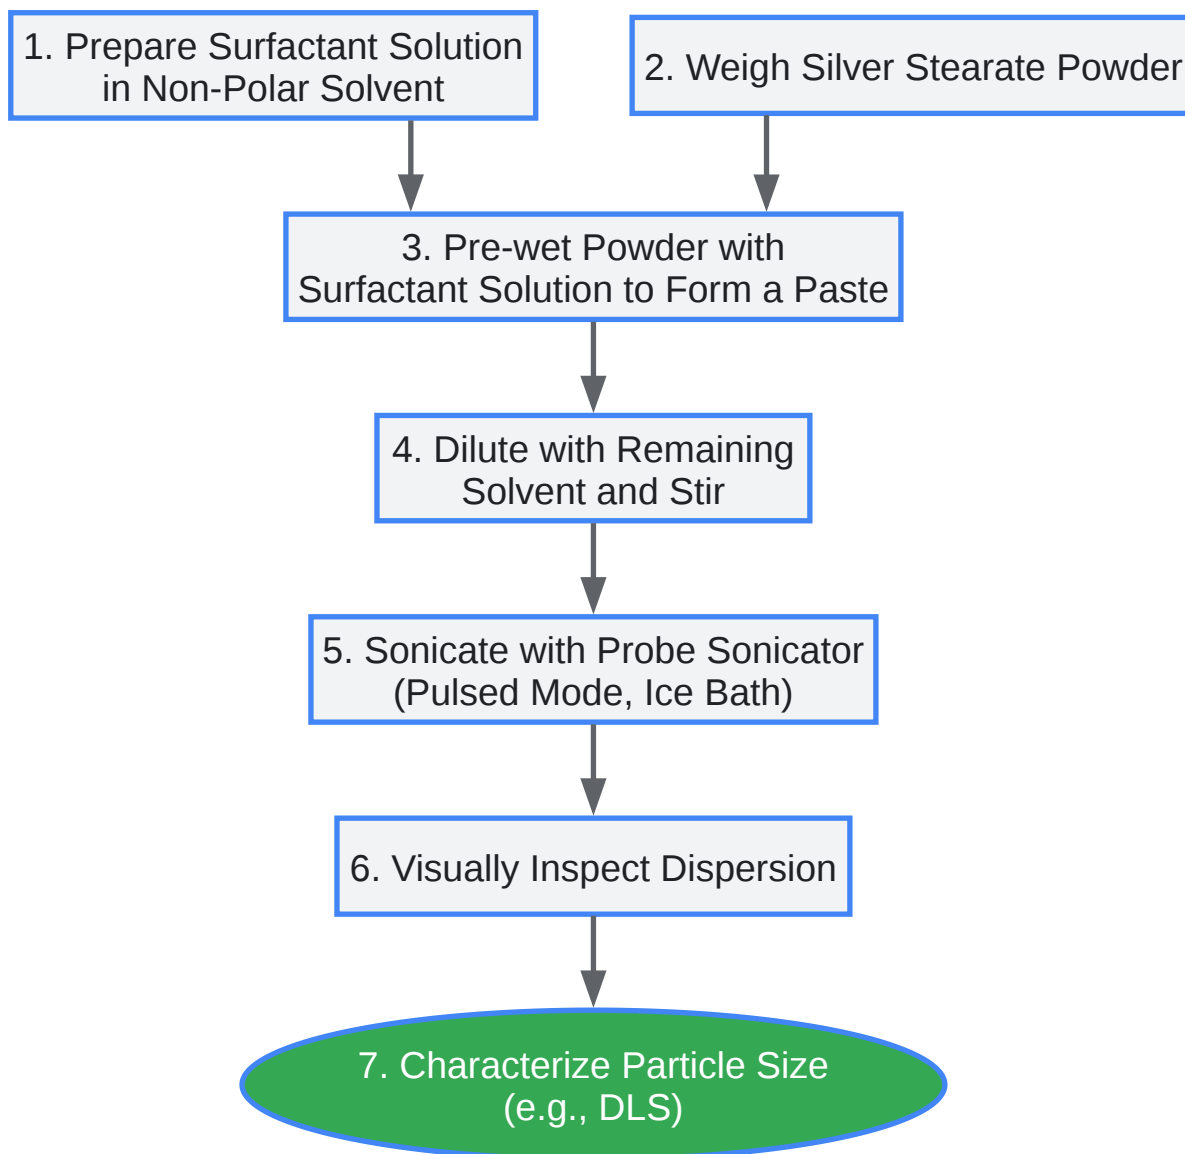 1. Prepare Surfactant Solution
in Non-Polar Solvent
2. Weigh Silver Stearate Powder
3. Pre-wet Powder with
Surfactant Solution to Form a Paste
4. Dilute with Remaining
Solvent and Stir
5. Sonicate with Probe Sonicator
(Pulsed Mode, Ice Bath)
6. Visually Inspect Dispersion
7. Characterize Particle Size
(e.g., DLS)